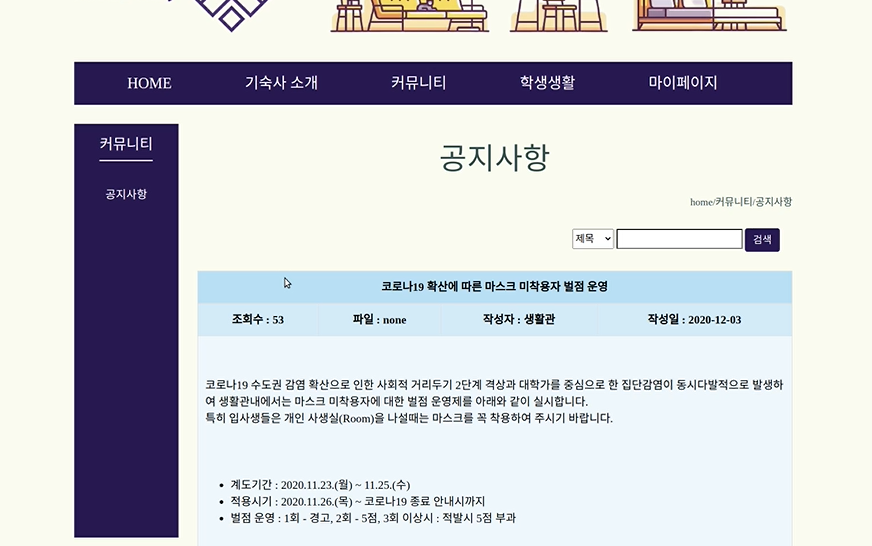 HOME 기숙사 소개 커뮤니티 학생생활 마이페이지
커뮤니티
공지사항
공지사항
home/커뮤니티/공지사항
제목 검색
코로나19 확산에 따른 마스크 미착용자 벌점 운영
조회수 : 53 파일 : none 작성자 : 생활관 작성일 : 2020-12-03
코로나19 수도권 감염 확산으로 인한 사회적 거리두기 2단계 격상과 대학가를 중심으로 한 집단감염이 동시다발적으로 발생하
여 생활관내에서는 마스크 미착용자에 대한 벌점 운영제를 아래와 같이 실시합니다.
특히 입사생들은 개인 사생실(Room)을 나설때는 마스크를 꼭 착용하여 주시기 바랍니다.
• 계도기간 : 2020.11.23.(월) ~ 11.25.(수)
• 적용시기 : 2020.11.26.(목) ~ 코로나19 종료 안내시까지
• 벌점 운영 : 1회 - 경고, 2회 - 5점, 3회 이상시 : 적발시 5점 부과